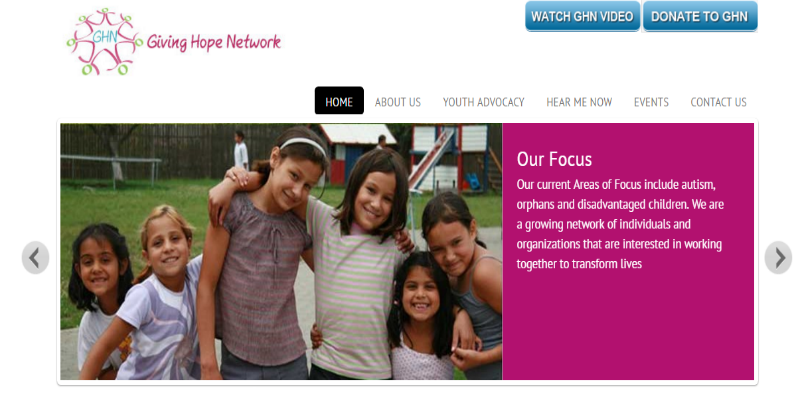 WATCH GHN VIDEO
DONATE TO GHN
GHN
Giving Hope Network
HOME
ABOUT US
YOUTH ADVOCACY
HEAR ME NOW
EVENTS
CONTACT US
Our Focus
Our current Areas of Focus include autism,
orphans and disadvantaged children. We are
a growing network of individuals and
organizations that are interested in working
together to transform lives